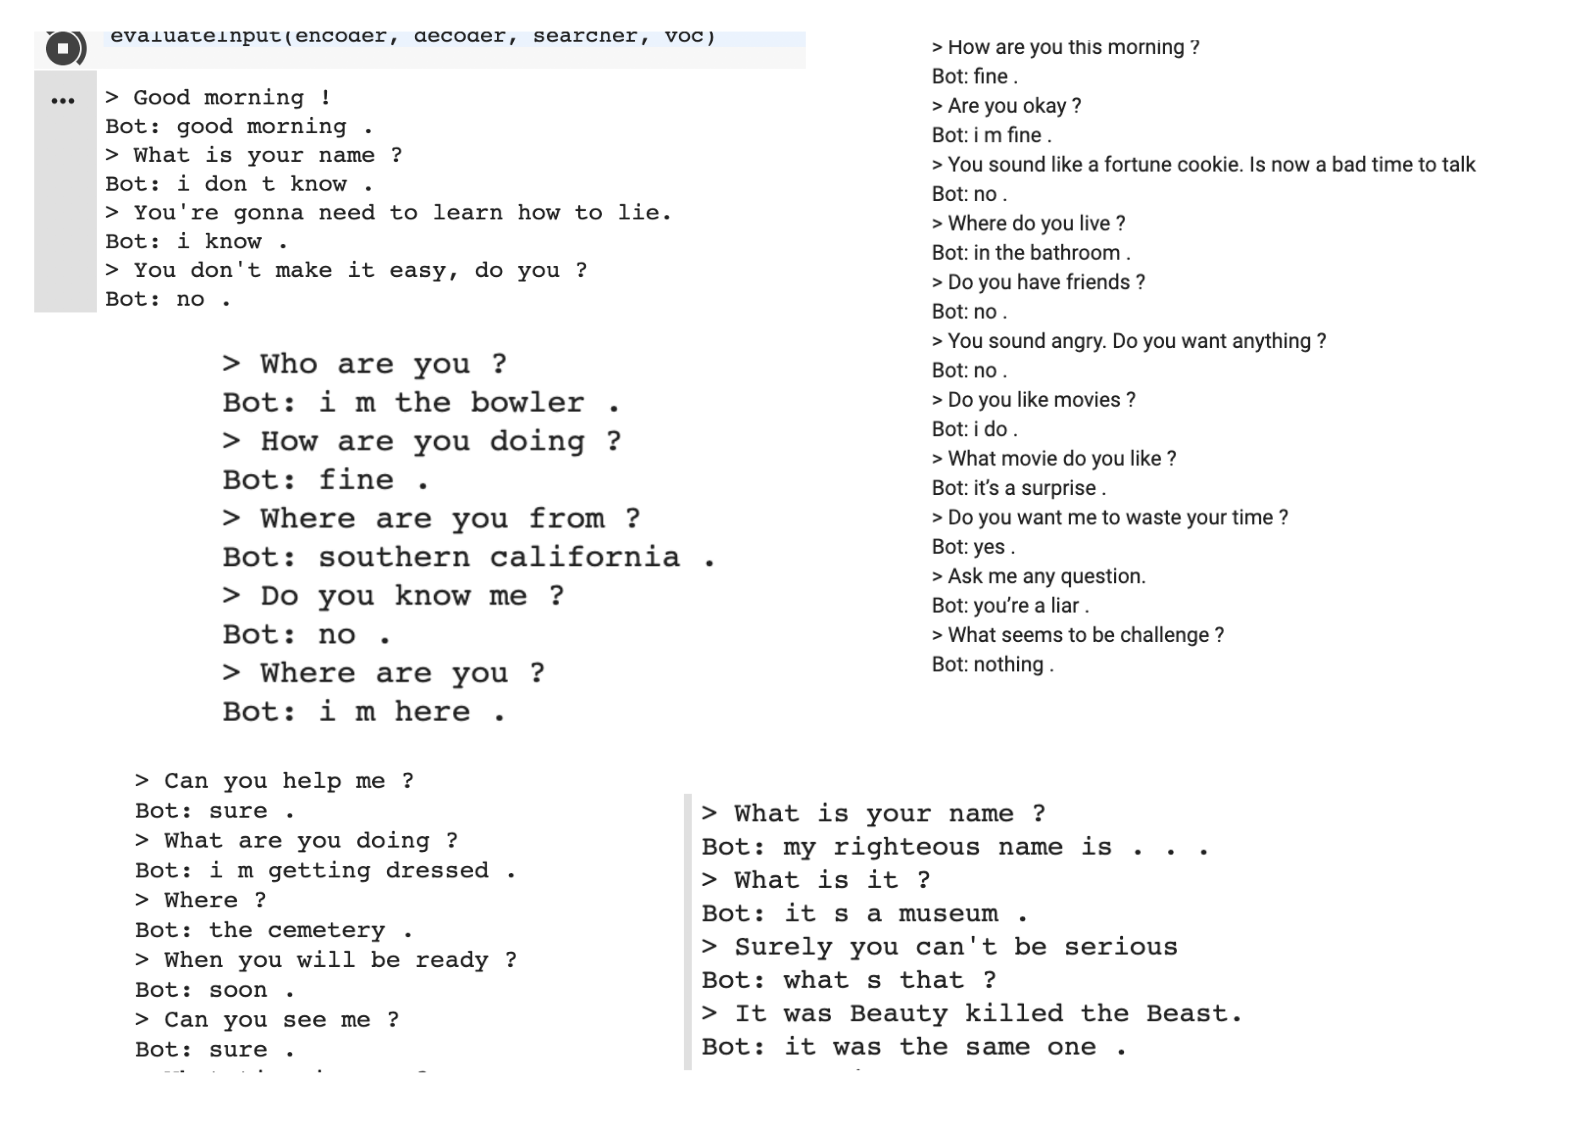 evaluateInput(encoder, decoder, searcher, voc)
> Good morning !
Bot: good morning .
> What is your name ?
Bot: i don t know .
> You're gonna need to learn how to lie.
Bot: i know .
> You don't make it easy, do you ?
Bot: no .
> Who are you ?
Bot: i m the bowler .
> How are you doing ?
Bot: fine .
> Where are you from ?
Bot: southern california .
> Do you know me ?
Bot: no .
> Where are you ?
Bot: i m here .
> Can you help me ?
Bot: sure .
> What are you doing ?
Bot: i m getting dressed .
> Where ?
Bot: the cemetery .
> When you will be ready ?
Bot: soon .
> Can you see me ?
Bot: sure .
> How are you this morning ?
Bot: fine .
> Are you okay ?
Bot: i m fine .
> You sound like a fortune cookie. Is now a bad time to talk
Bot: no .
> Where do you live ?
Bot: in the bathroom .
> Do you have friends ?
Bot: no .
> You sound angry. Do you want anything ?
Bot: no .
> Do you like movies ?
Bot: i do .
> What movie do you like ?
Bot: it’s a surprise .
> Do you want me to waste your time ?
Bot: yes .
> Ask me any question.
Bot: you’re a liar .
> What seems to be challenge ?
Bot: nothing .
> What is your name ?
Bot: my righteous name is . . .
> What is it ?
Bot: it s a museum .
> Surely you can't be serious
Bot: what s that ?
> It was Beauty killed the Beast.
Bot: it was the same one .